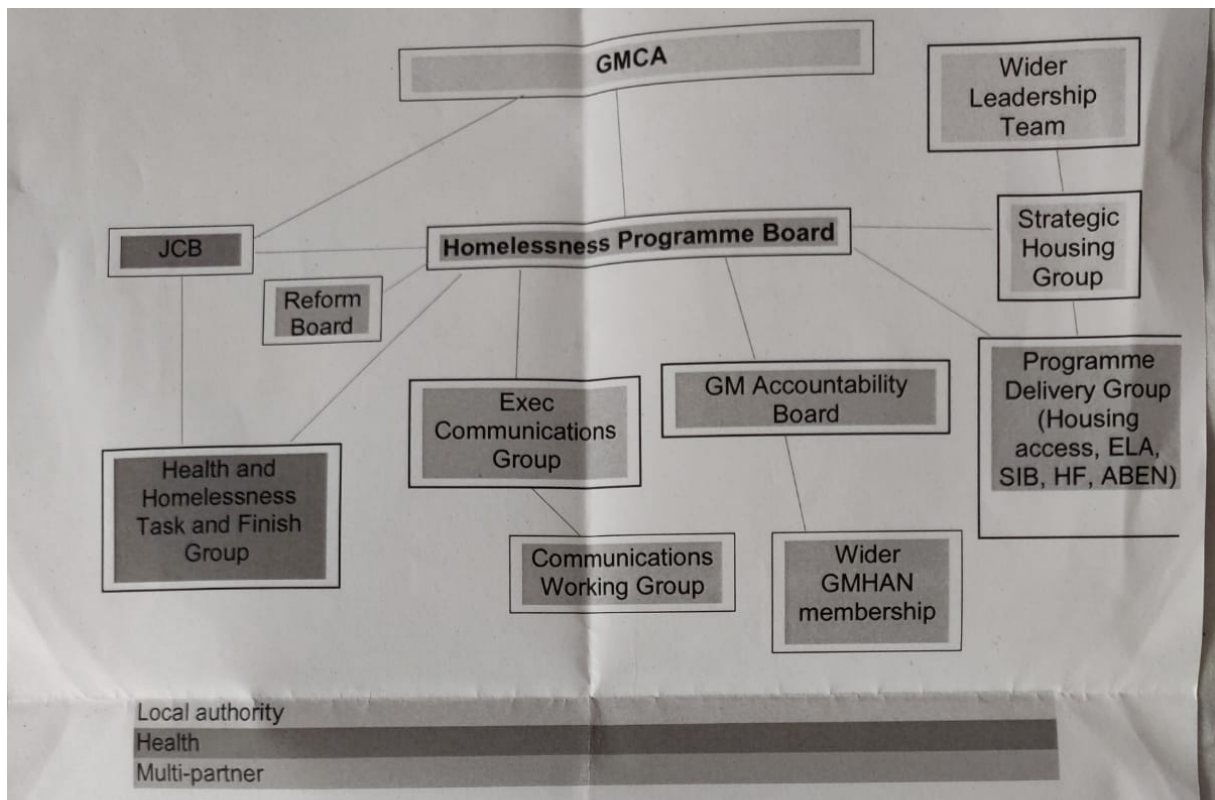 GMCA
Wider
Leadership
Team
JCB
Homelessness Programme Board
Strategic
Housing
Group
Reform
Board
Exec
Communications
Group
GM Accountability
Board
Programme
Delivery Group
(Housing
access, ELA,
SIB, HF, ABEN)
Health and
Homelessness
Task and Finish
Group
Communications
Working Group
Wider
GMHAN
membership
Local authority
Health
Multi-partner